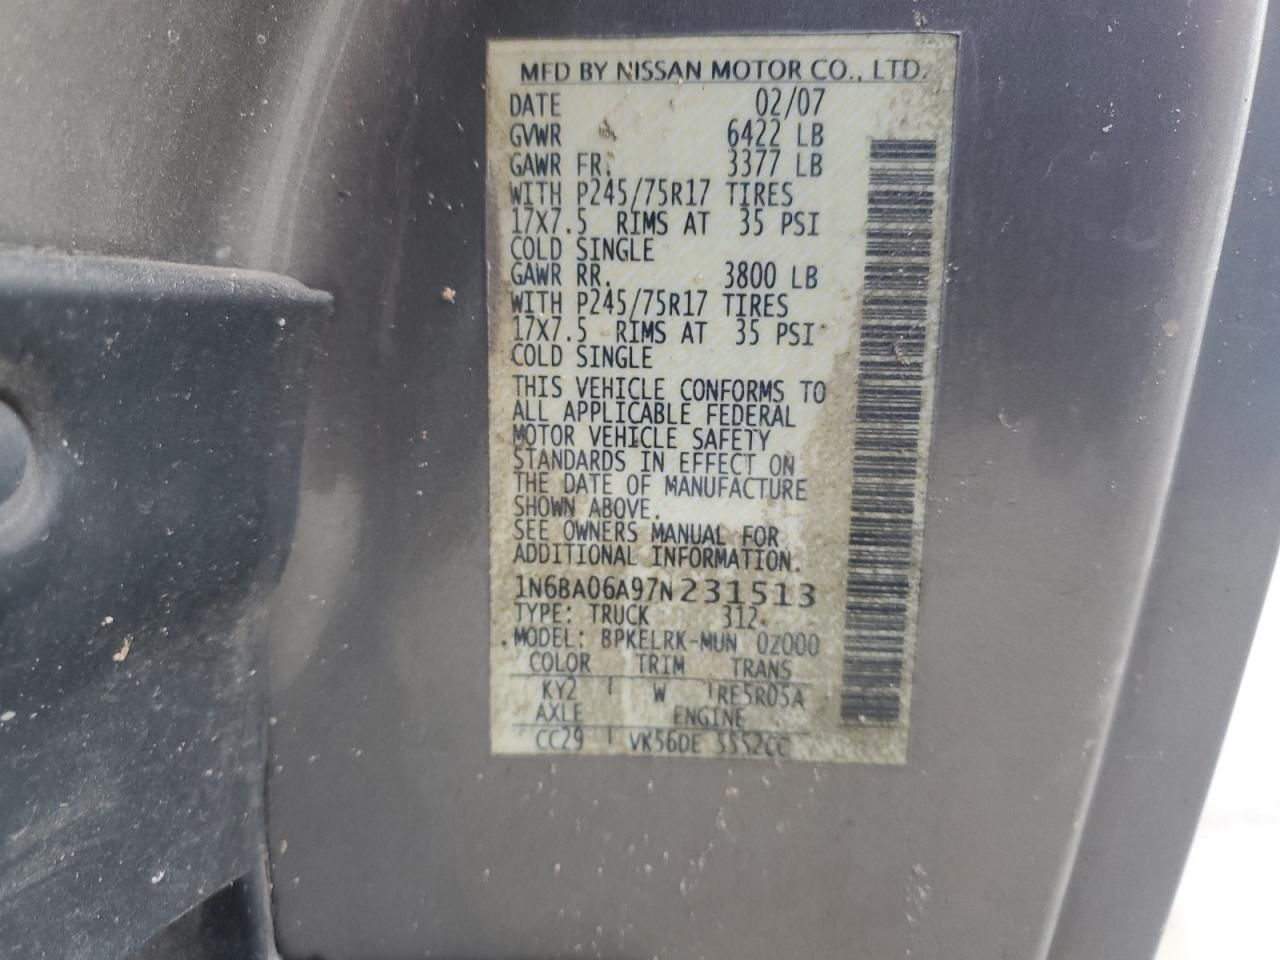 MFD BY NISSAN MOTOR CO., LTD.
DATE 02/07
GVWR 6422 LB
GAWR FR. 3377 LB
WITH P245/75R17 TIRES
17X7.5 RIMS AT 35 PSI
COLD SINGLE
GAWR RR. 3800 LB
WITH P245/75R17 TIRES
17X7.5 RIMS AT 35 PSI
COLD SINGLE
THIS VEHICLE CONFORMS TO
ALL APPLICABLE FEDERAL
MOTOR VEHICLE SAFETY
STANDARDS IN EFFECT ON
THE DATE OF MANUFACTURE
SHOWN ABOVE.
SEE OWNERS MANUAL FOR
ADDITIONAL INFORMATION.
1N6BA06A97N231513
TYPE: TRUCK 312
MODEL: BPKELRK-MUN 0Z000
COLOR TRIM TRANS
KY2 W RE5R05A
AXLE ENGINE
CC29 VK56DE 5552CC